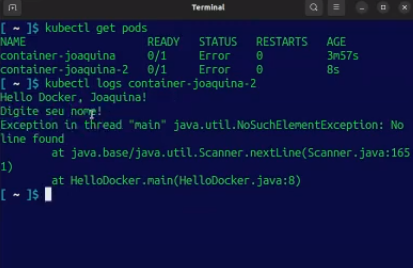 Terminal
[ ~ ]$ kubectl get pods
NAME READY STATUS RESTARTS AGE
container-joaquina 0/1 Error 0 3m57s
container-joaquina-2 0/1 Error 0 8s
[ ~ ]$ kubectl logs container-joaquina-2
Hello Docker, Joaquina!
Digite seu nome!
Exception in thread "main" java.util.NoSuchElementException: No
line found
at java.base/java.util.Scanner.nextLine(Scanner.java:165
1)
at HelloDocker.main(HelloDocker.java:8)
[ ~ ]$